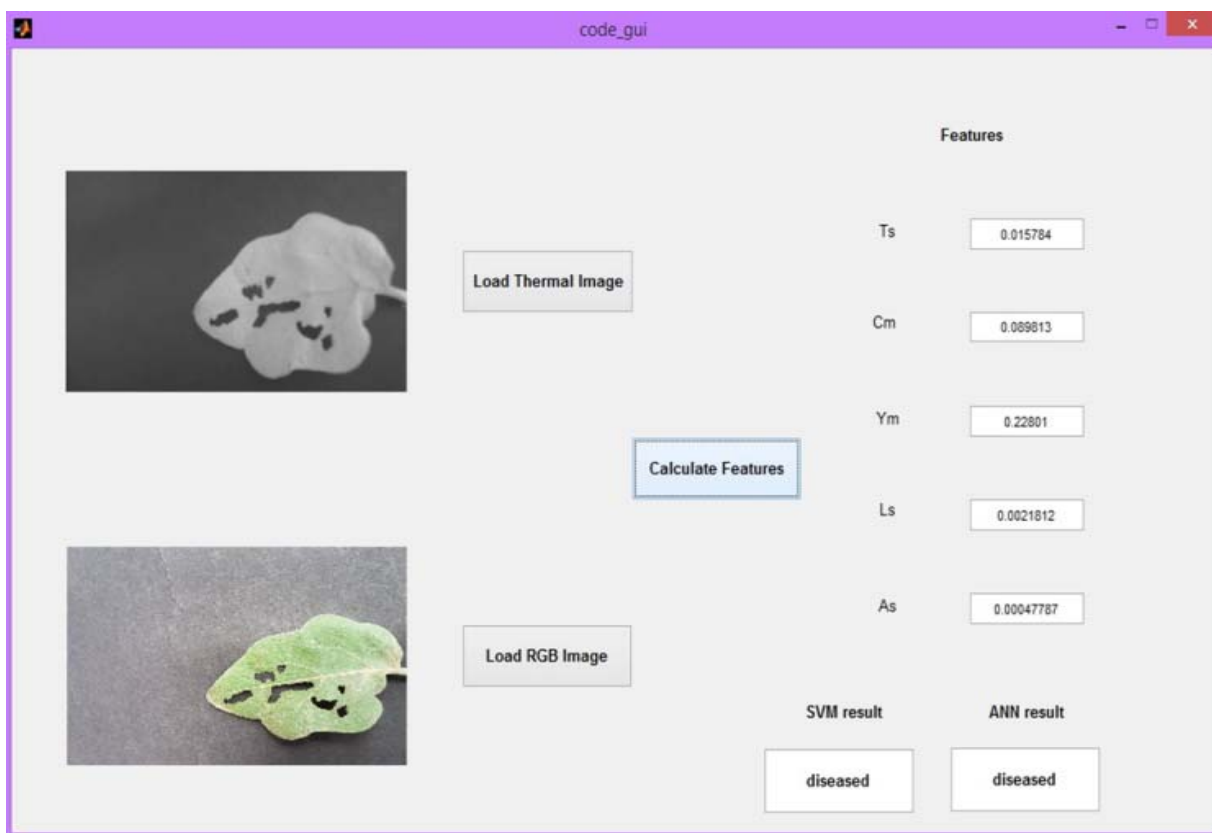 code_gui
Features
Load Thermal Image
Ts
0.015784
Cm
0.089813
Calculate Features
Ym
0.22801
Ls
0.0021812
As
0.00047787
Load RGB Image
SVM result
ANN result
diseased
diseased